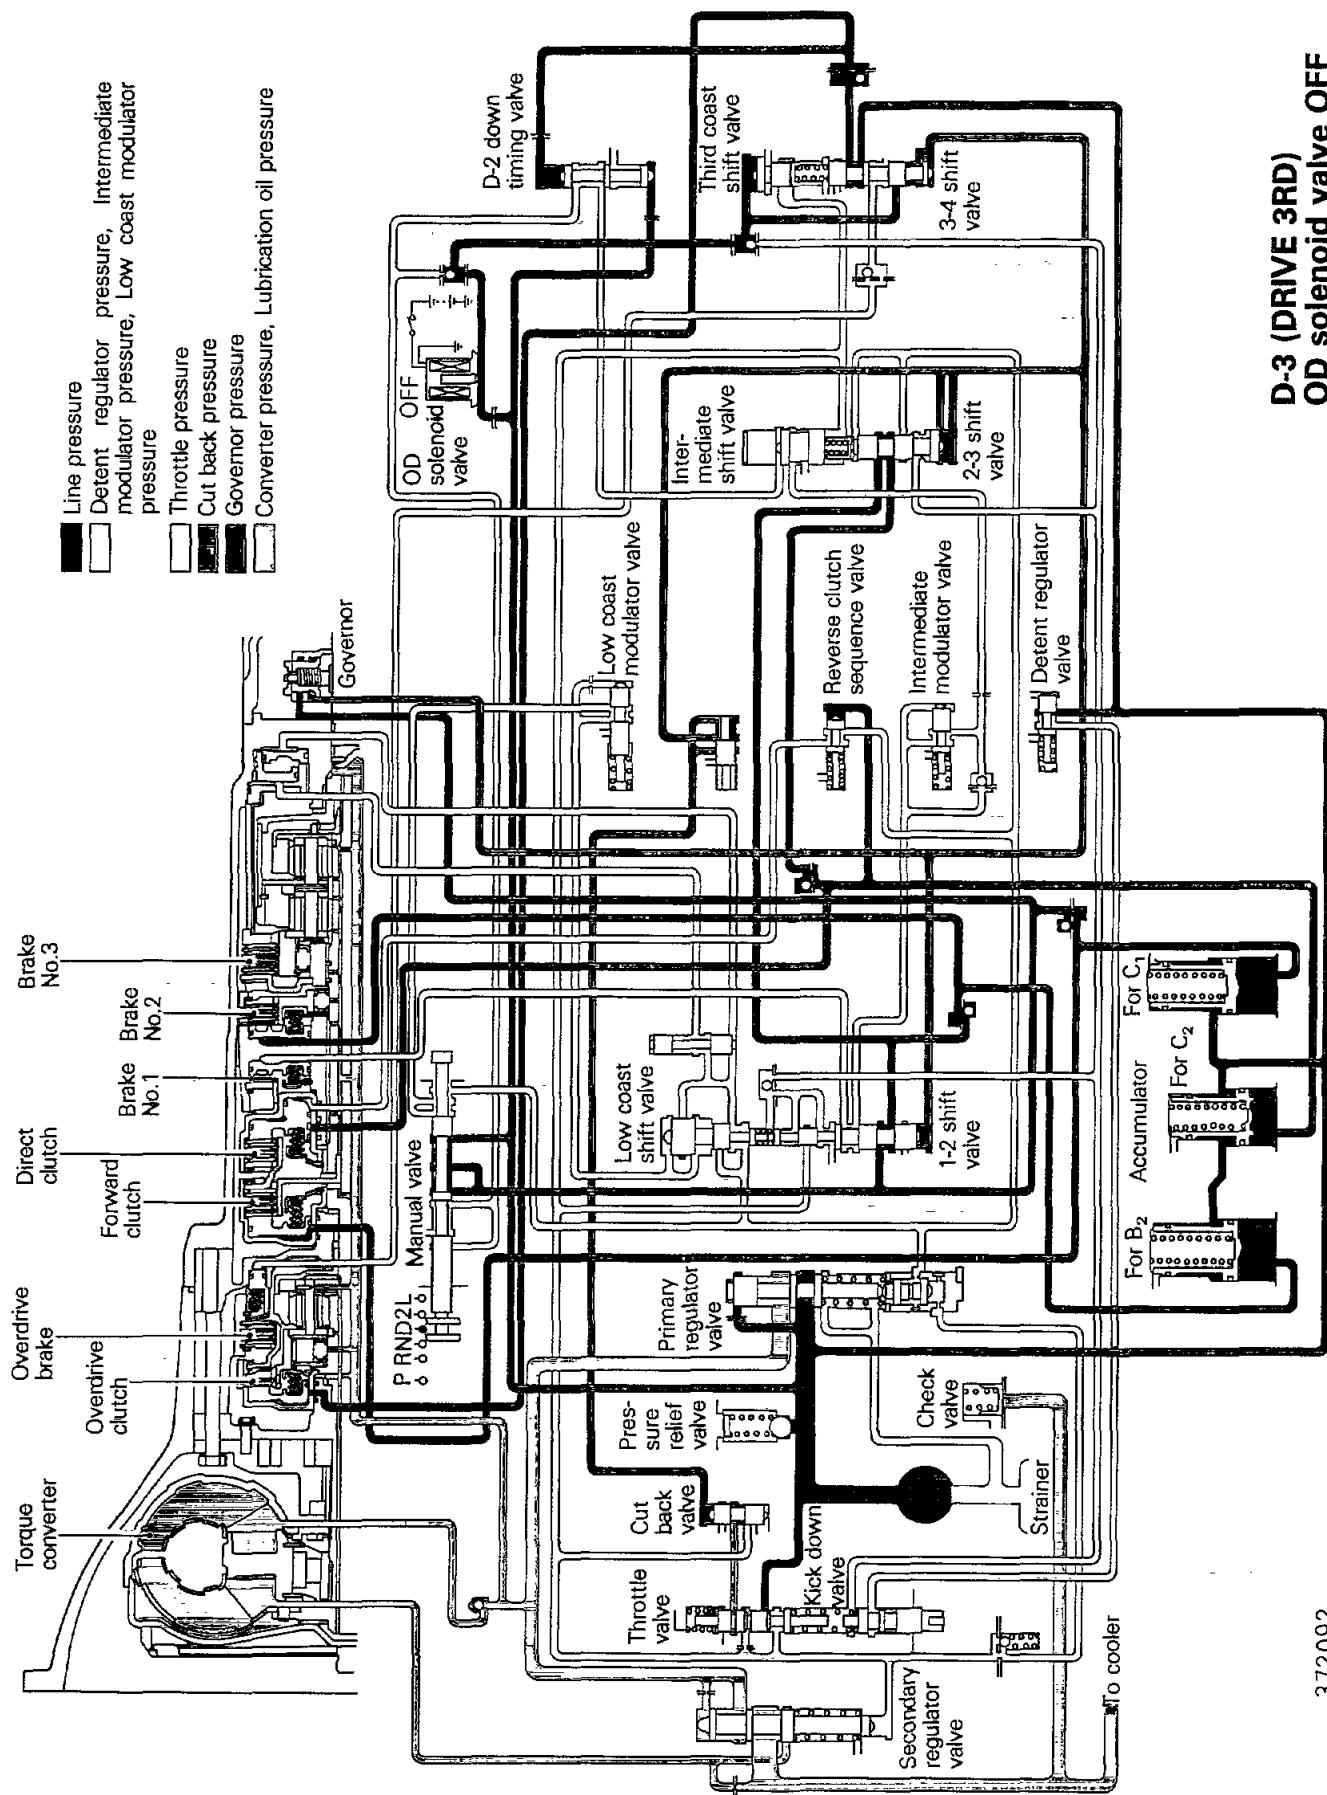 Line pressure
Detent regulator pressure, Intermediate
modulator pressure, Low coast modulator
pressure
Throttle pressure
Cut back pressure
Governor pressure
Converter pressure, Lubrication oil pressure
Torque
converter
Overdrive
clutch
Overdrive
brake
Forward
clutch
Direct
clutch
Brake
No.1
Brake
No.2
Brake
No.3
Governor
P R N D 2 L
Manual valve
OD OFF
solenoid
valve
D-2 down
timing valve
Third coast
shift valve
3-4 shift
valve
Inter-
mediate
shift valve
2-3 shift
valve
Low coast
modulator valve
Reverse clutch
sequence valve
Intermediate
modulator valve
Detent regulator
valve
Low coast
shift valve
1-2 shift
valve
Primary
regulator
valve
Pres-
sure
relief
valve
Check
valve
Cut
back
valve
Strainer
Throttle
valve
Kick down
valve
Secondary
regulator
valve
To cooler
Accumulator
For B2
For C2
For C1
D-3 (DRIVE 3RD)
OD solenoid valve OFF